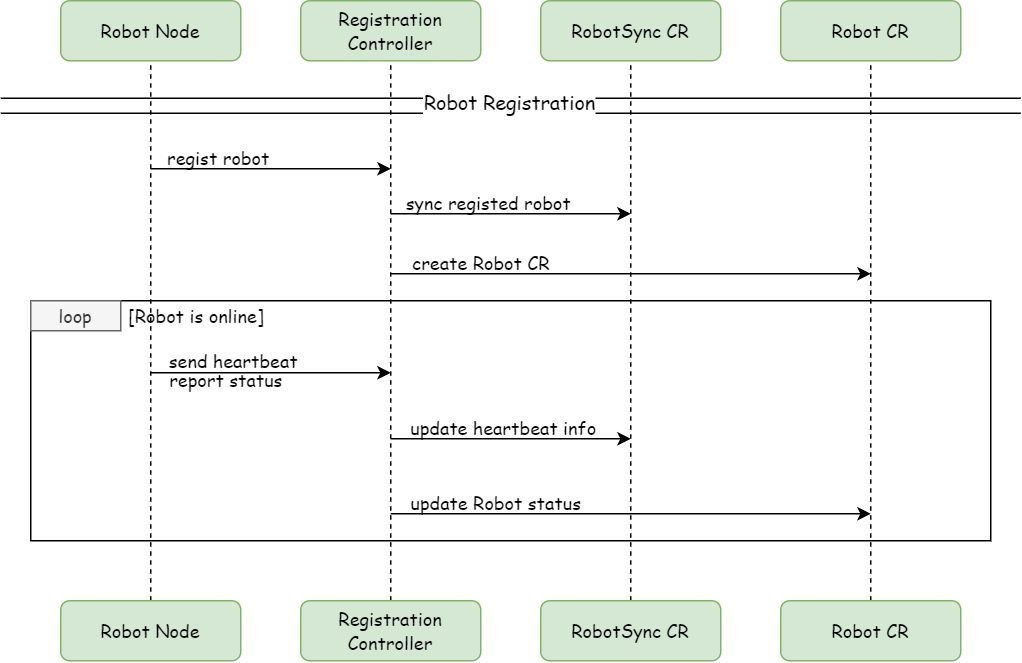 Robot Node
Registration
Controller
RobotSync CR
Robot CR
Robot Registration
regist robot
sync registed robot
create Robot CR
loop
[Robot is online]
send heartbeat
report status
update heartbeat info
update Robot status
Robot Node
Registration
Controller
RobotSync CR
Robot CR